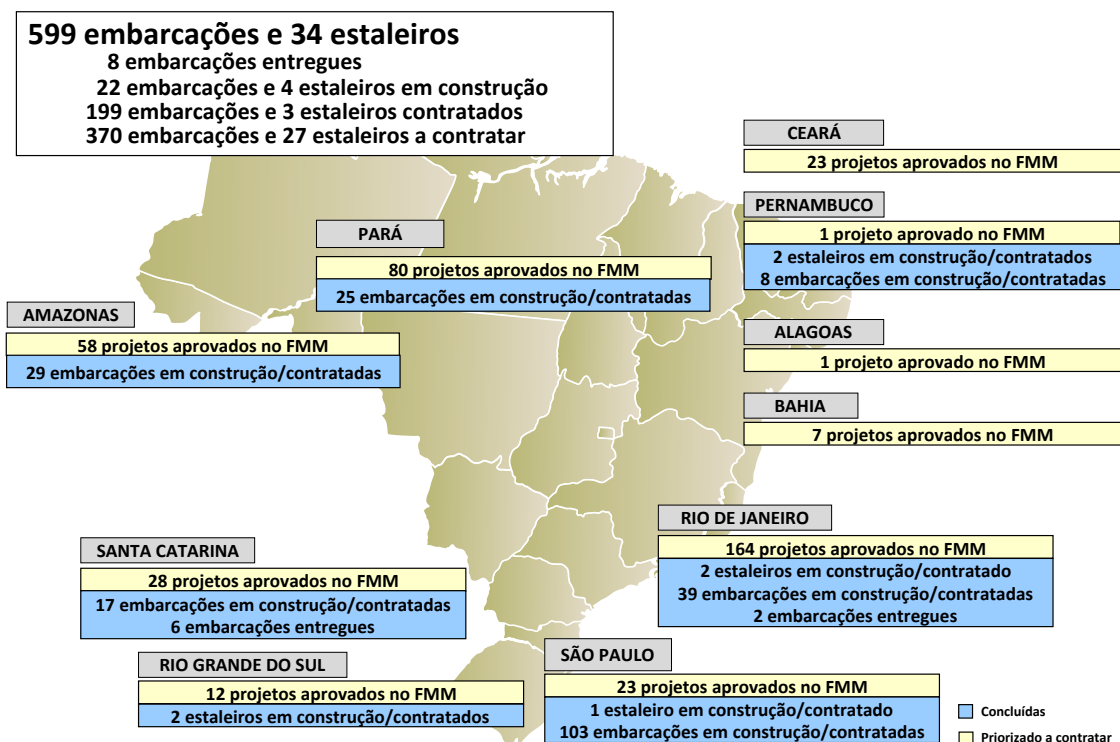 599 embarcações e 34 estaleiros
8 embarcações entregues
22 embarcações e 4 estaleiros em construção
199 embarcações e 3 estaleiros contratados
370 embarcações e 27 estaleiros a contratar
CEARÁ
23 projetos aprovados no FMM
PERNAMBUCO
1 projeto aprovado no FMM
2 estaleiros em construção/contratados
8 embarcações em construção/contratadas
PARÁ
80 projetos aprovados no FMM
25 embarcações em construção/contratadas
AMAZONAS
58 projetos aprovados no FMM
29 embarcações em construção/contratadas
ALAGOAS
1 projeto aprovado no FMM
BAHIA
7 projetos aprovados no FMM
RIO DE JANEIRO
164 projetos aprovados no FMM
2 estaleiros em construção/contratado
39 embarcações em construção/contratadas
2 embarcações entregues
SANTA CATARINA
28 projetos aprovados no FMM
17 embarcações em construção/contratadas
6 embarcações entregues
RIO GRANDE DO SUL
12 projetos aprovados no FMM
2 estaleiros em construção/contratados
SÃO PAULO
23 projetos aprovados no FMM
1 estaleiro em construção/contratado
103 embarcações em construção/contratadas
Concluídas
Priorizado a contratar